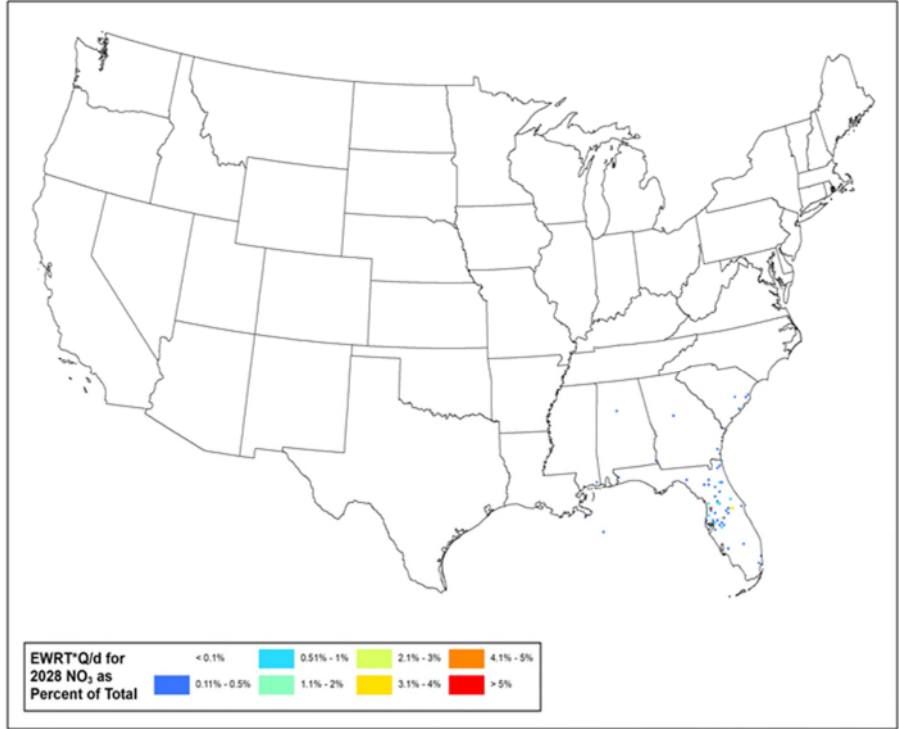 EWRT*Q/d for
2028 NO₃ as
Percent of Total
< 0.1%
0.51% - 1%
2.1% - 3%
4.1% - 5%
0.11% - 0.5%
1.1% - 2%
3.1% - 4%
> 5%